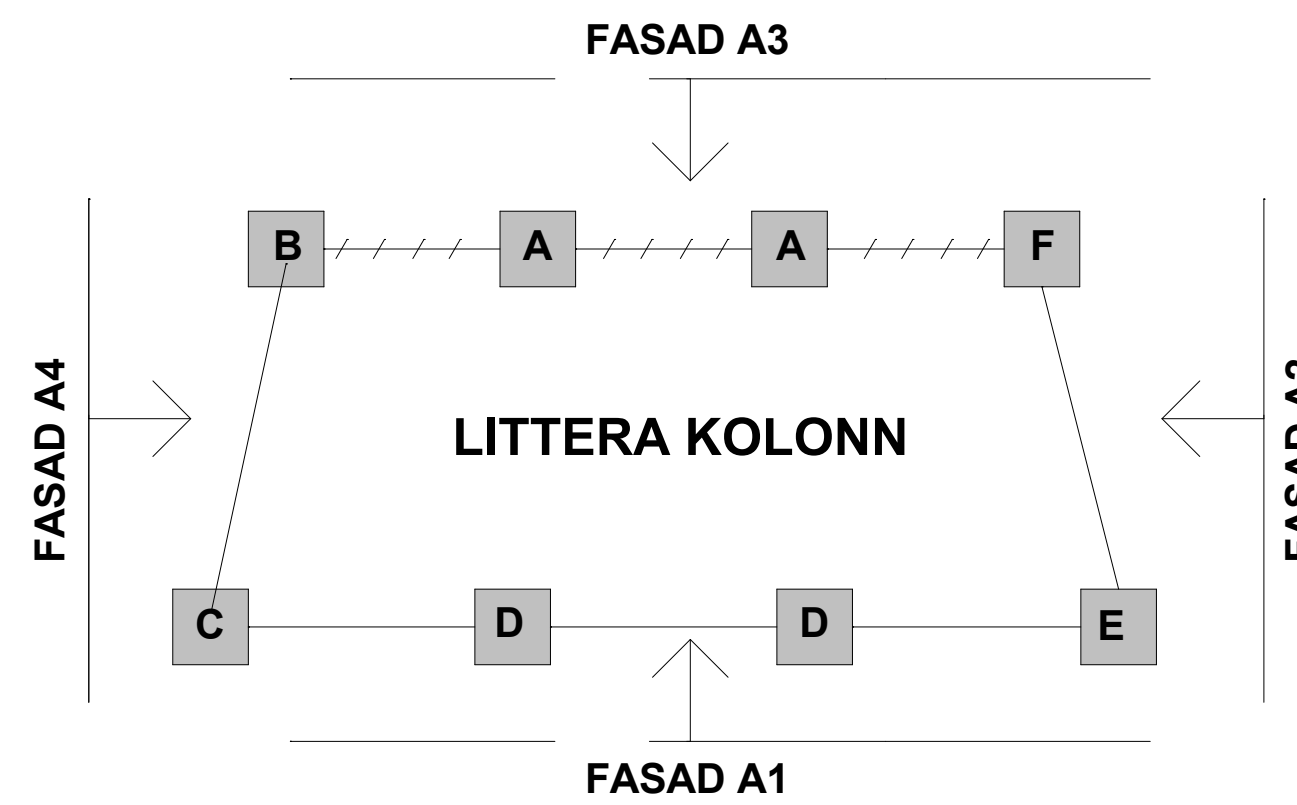 FASAD A3
B A A F
FASAD A4
LITTERA KOLONN
C D D E
FASAD A1